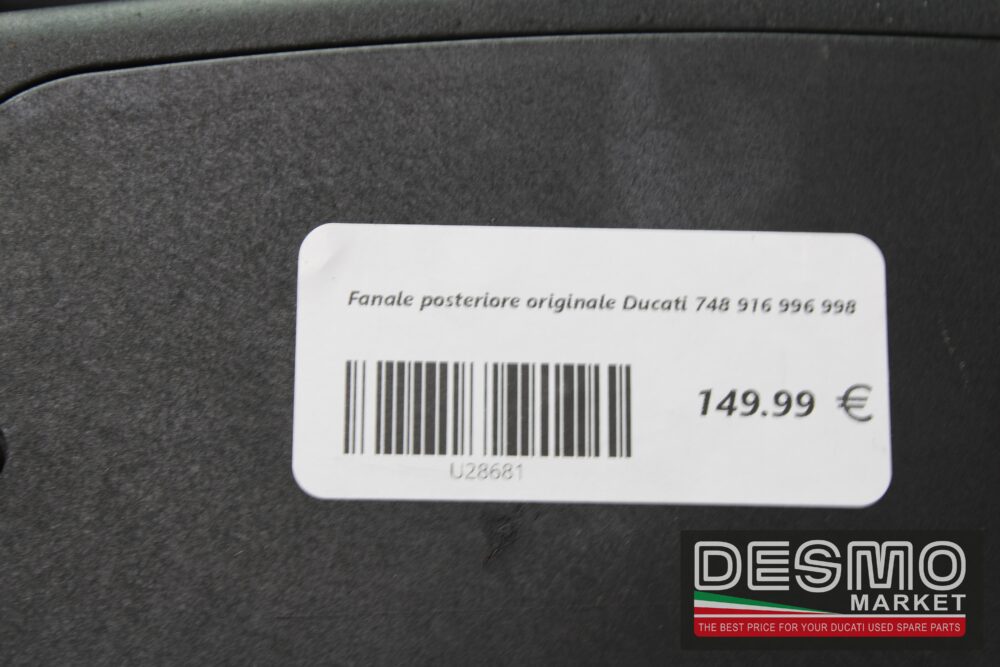 Fanale posteriore originale Ducati 748 916 996 998
149.99 €
U28681
DESMO
MARKET
THE BEST PRICE FOR YOUR DUCATI USED SPARE PARTS